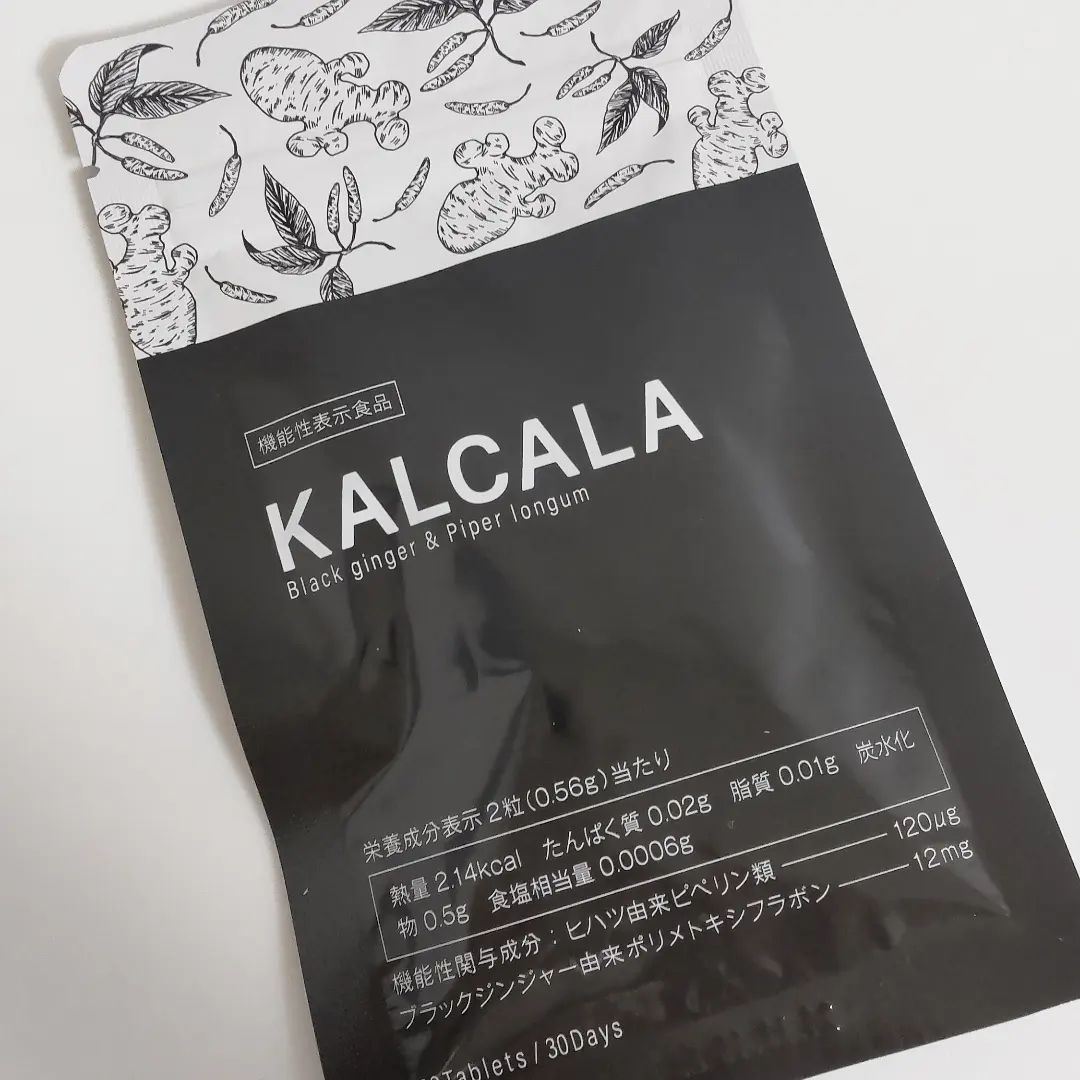 機能性表示食品
KALCALA
Black ginger & Piper longum
栄養成分表示 2粒(0.56g)当たり
熱量 2.14kcal たんぱく質 0.02g 脂質 0.01g 炭水化
物 0.5g 食塩相当量 0.0006g
機能性関与成分:ヒハツ由来ピペリン類 ―― 120μg
ブラックジンジャー由来ポリメトキシフラボン ―― 12mg
Tablets / 30Days